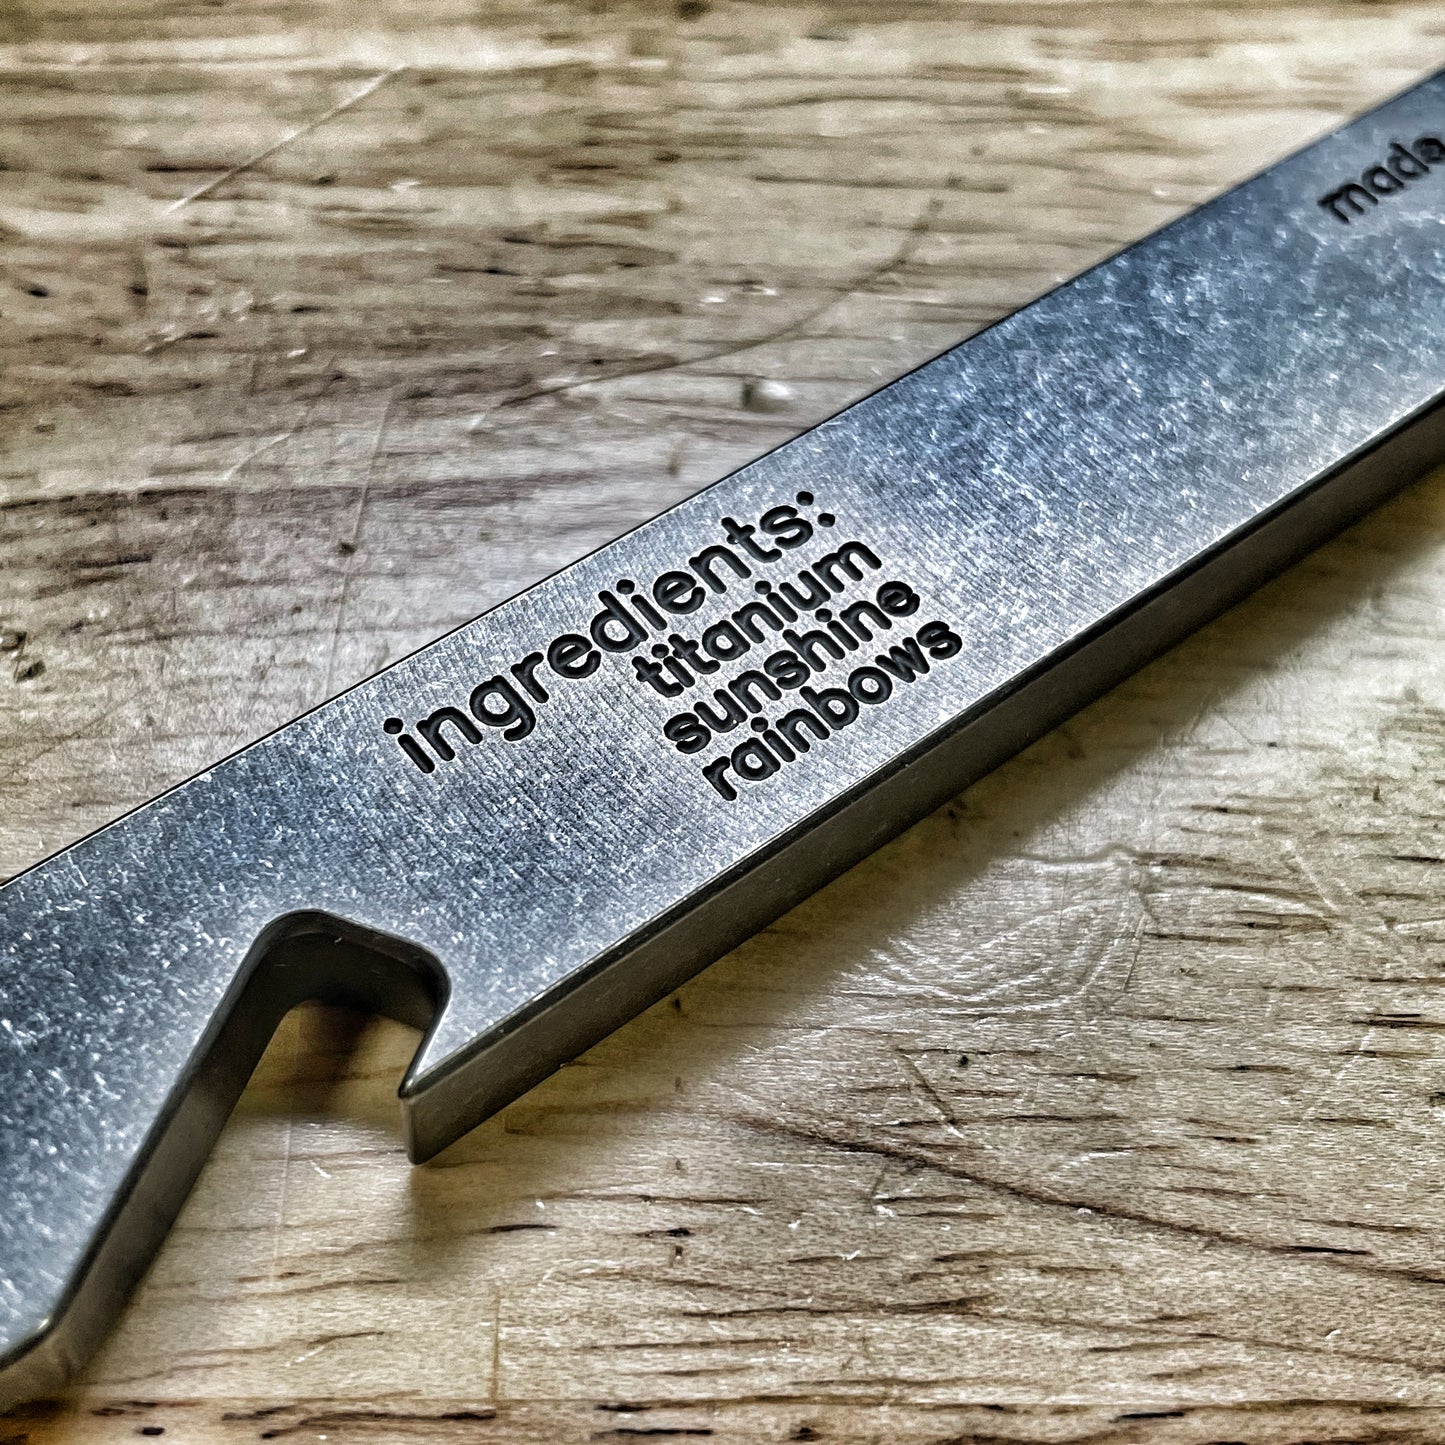 ingredients:
titanium
sunshine
rainbows
made